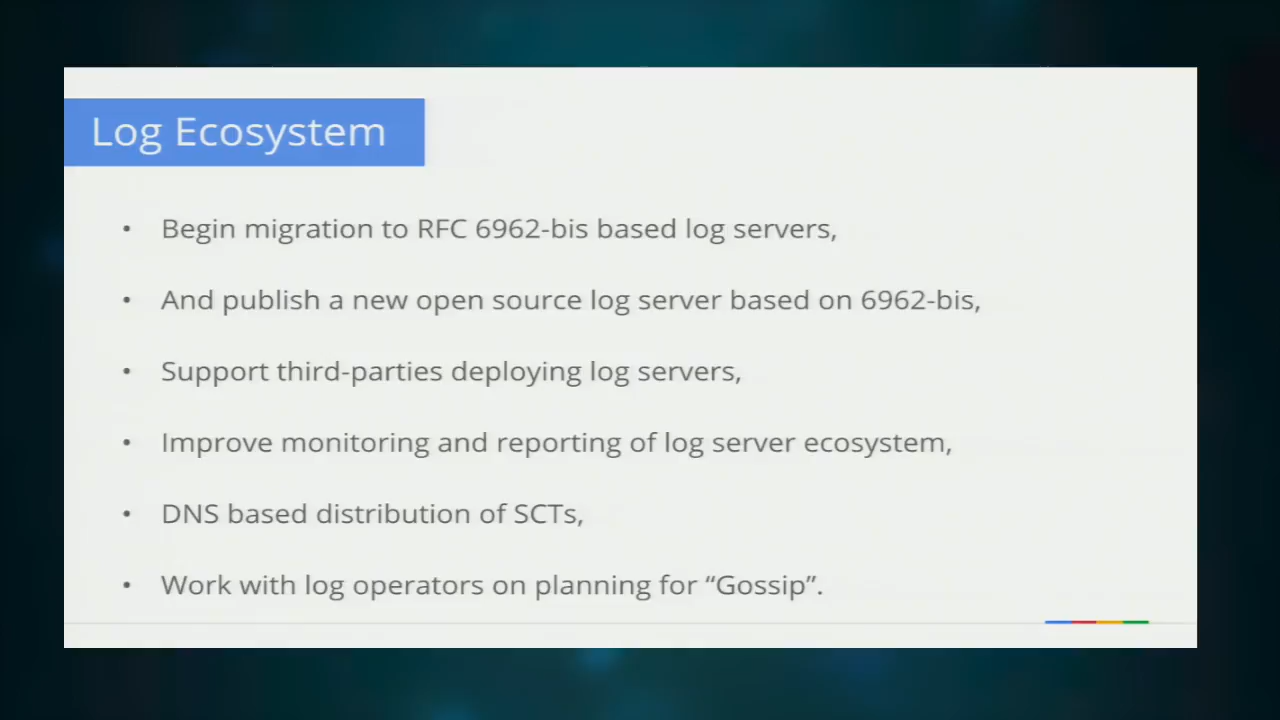 Log Ecosystem
• Begin migration to RFC 6962-bis based log servers,
• And publish a new open source log server based on 6962-bis,
• Support third-parties deploying log servers,
• Improve monitoring and reporting of log server ecosystem,
• DNS based distribution of SCTs,
• Work with log operators on planning for “Gossip”.